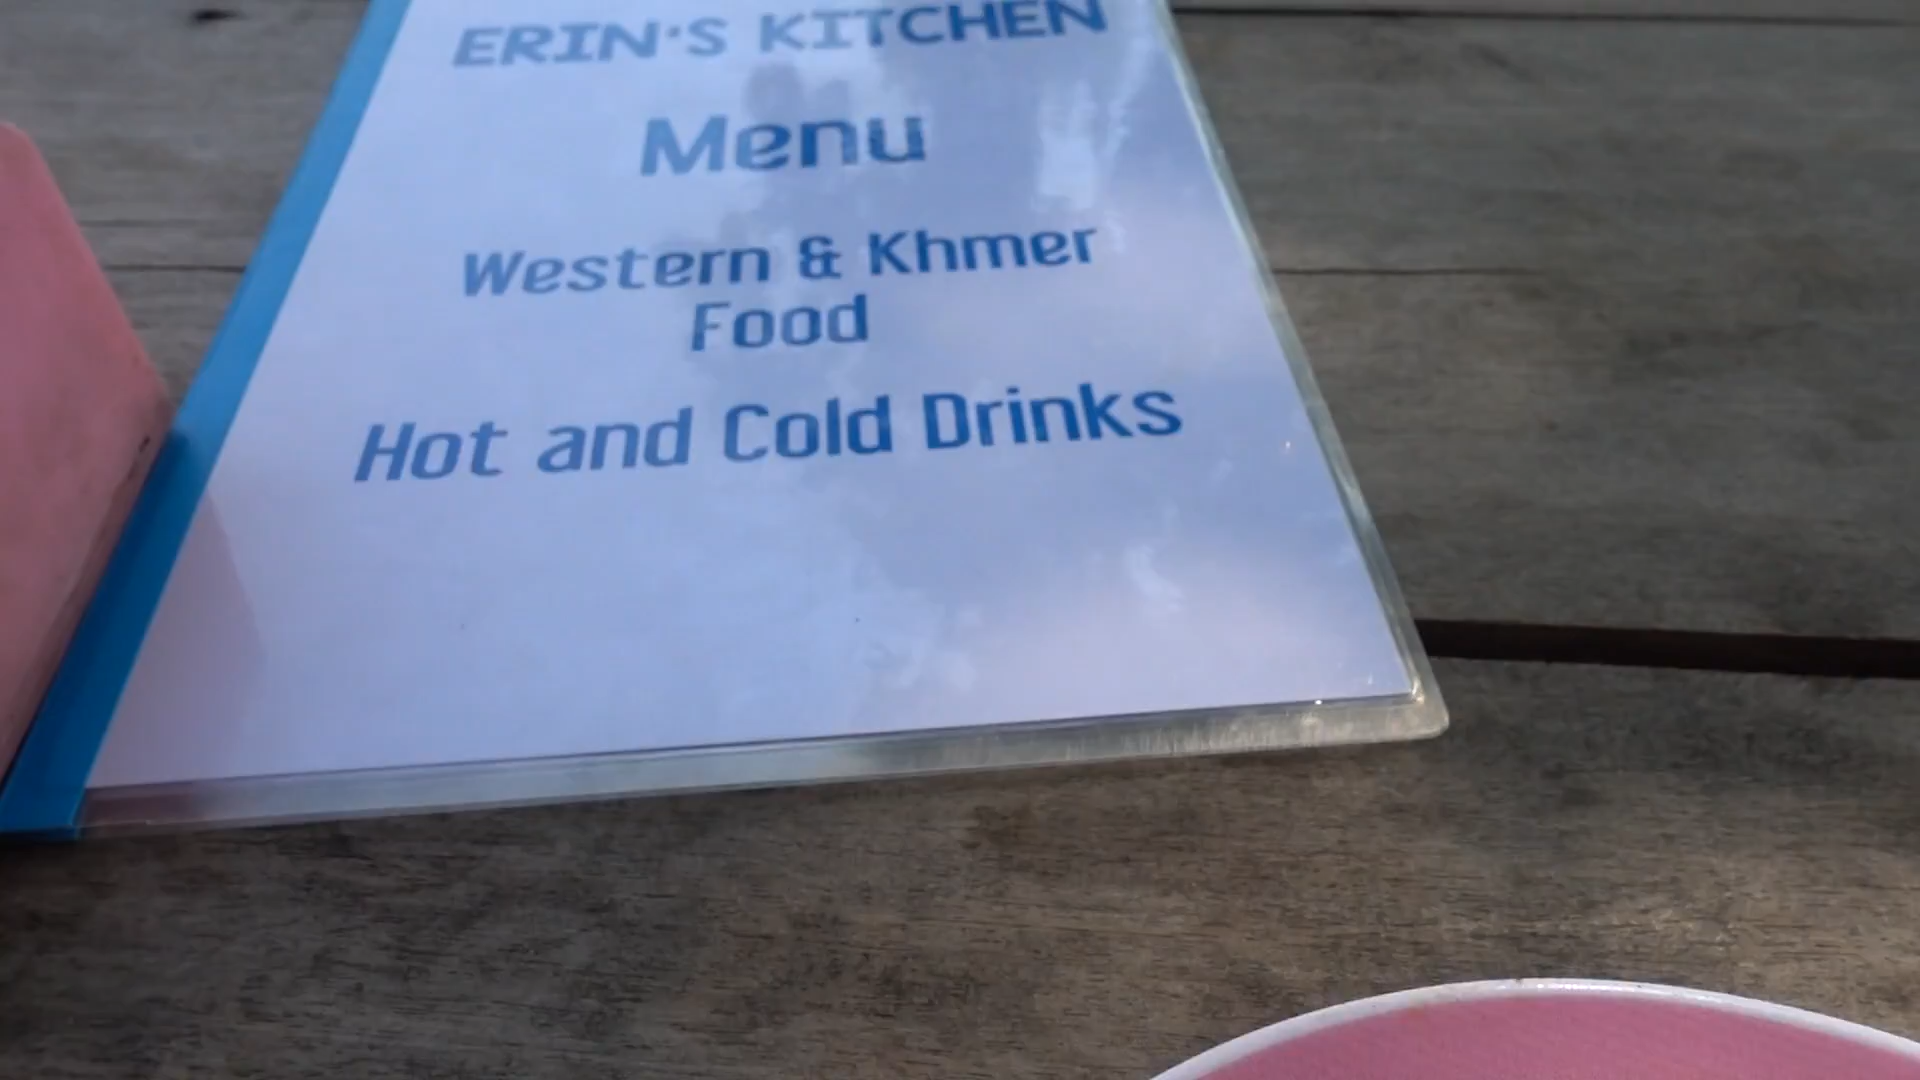 ERIN'S KITCHEN
Menu
Western & Khmer
Food
Hot and Cold Drinks